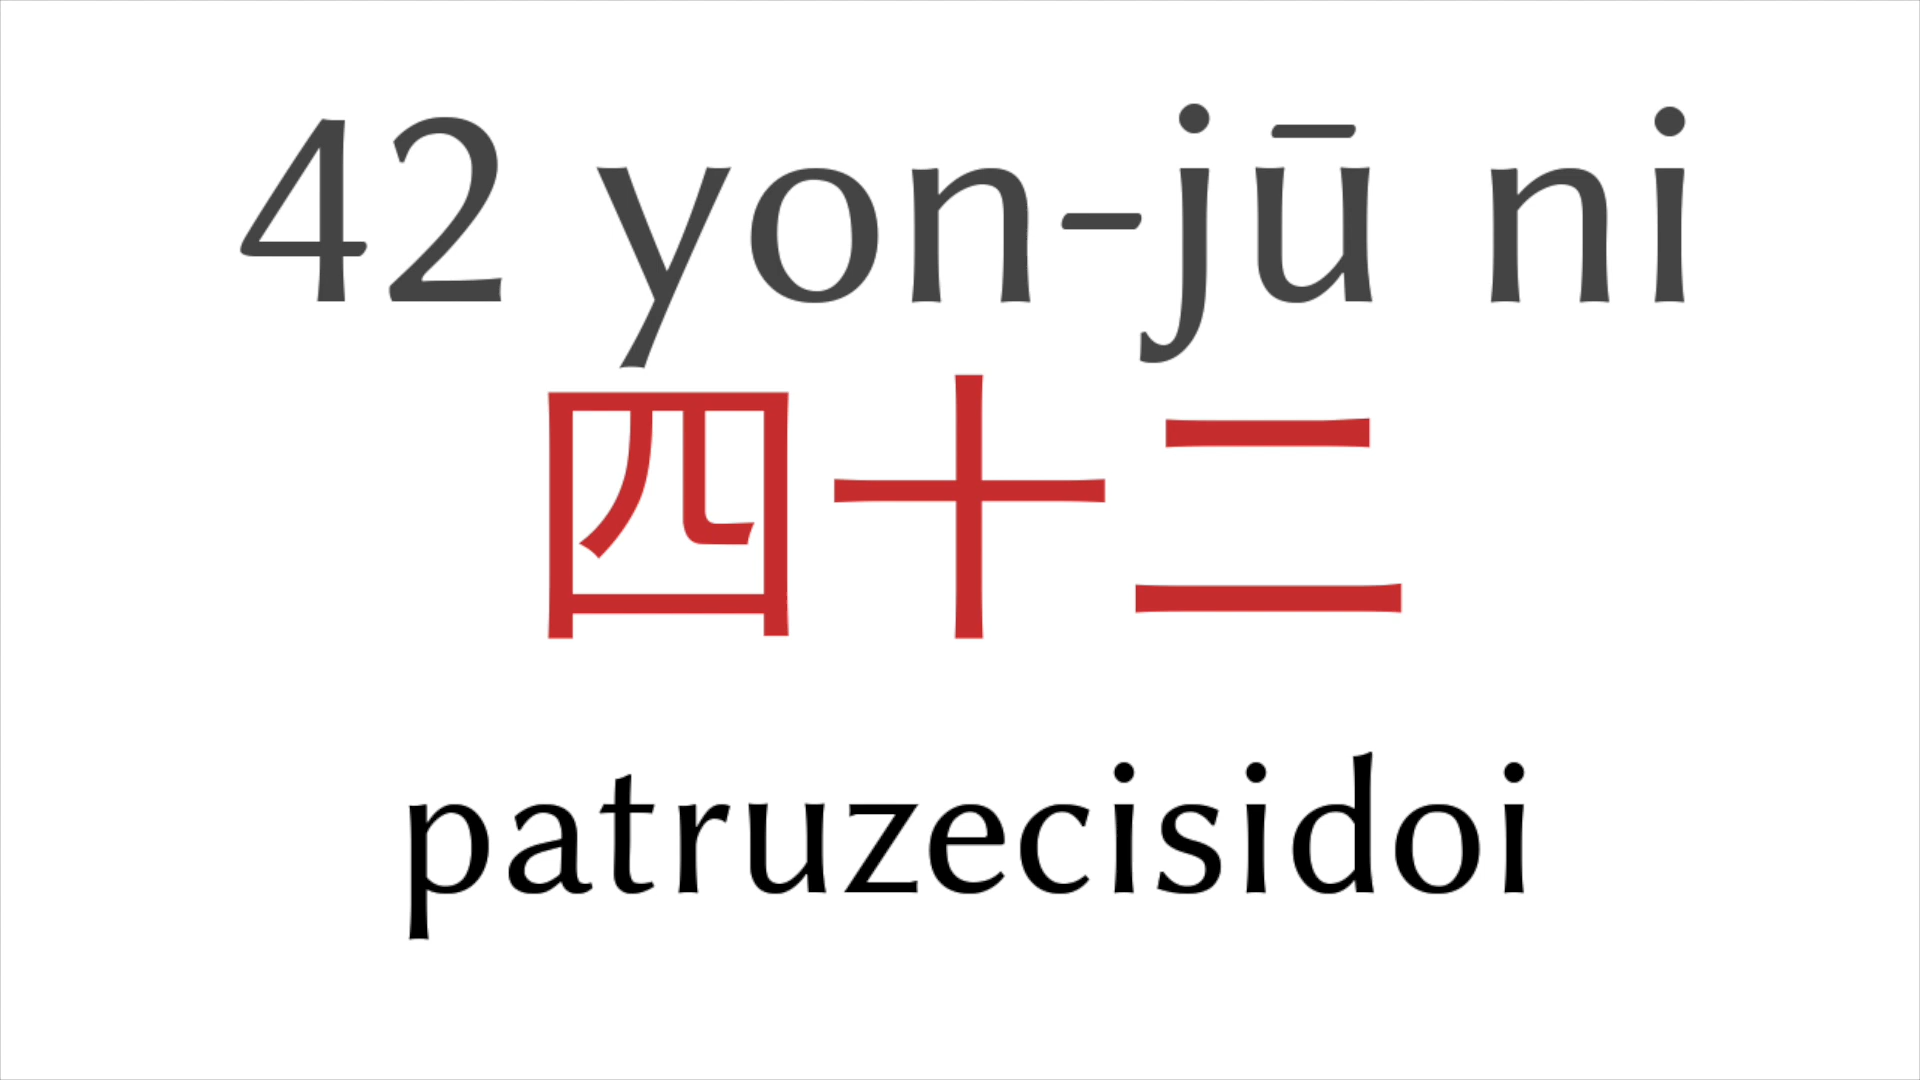 42 yon-jū ni
四十二
patruzecisidoi